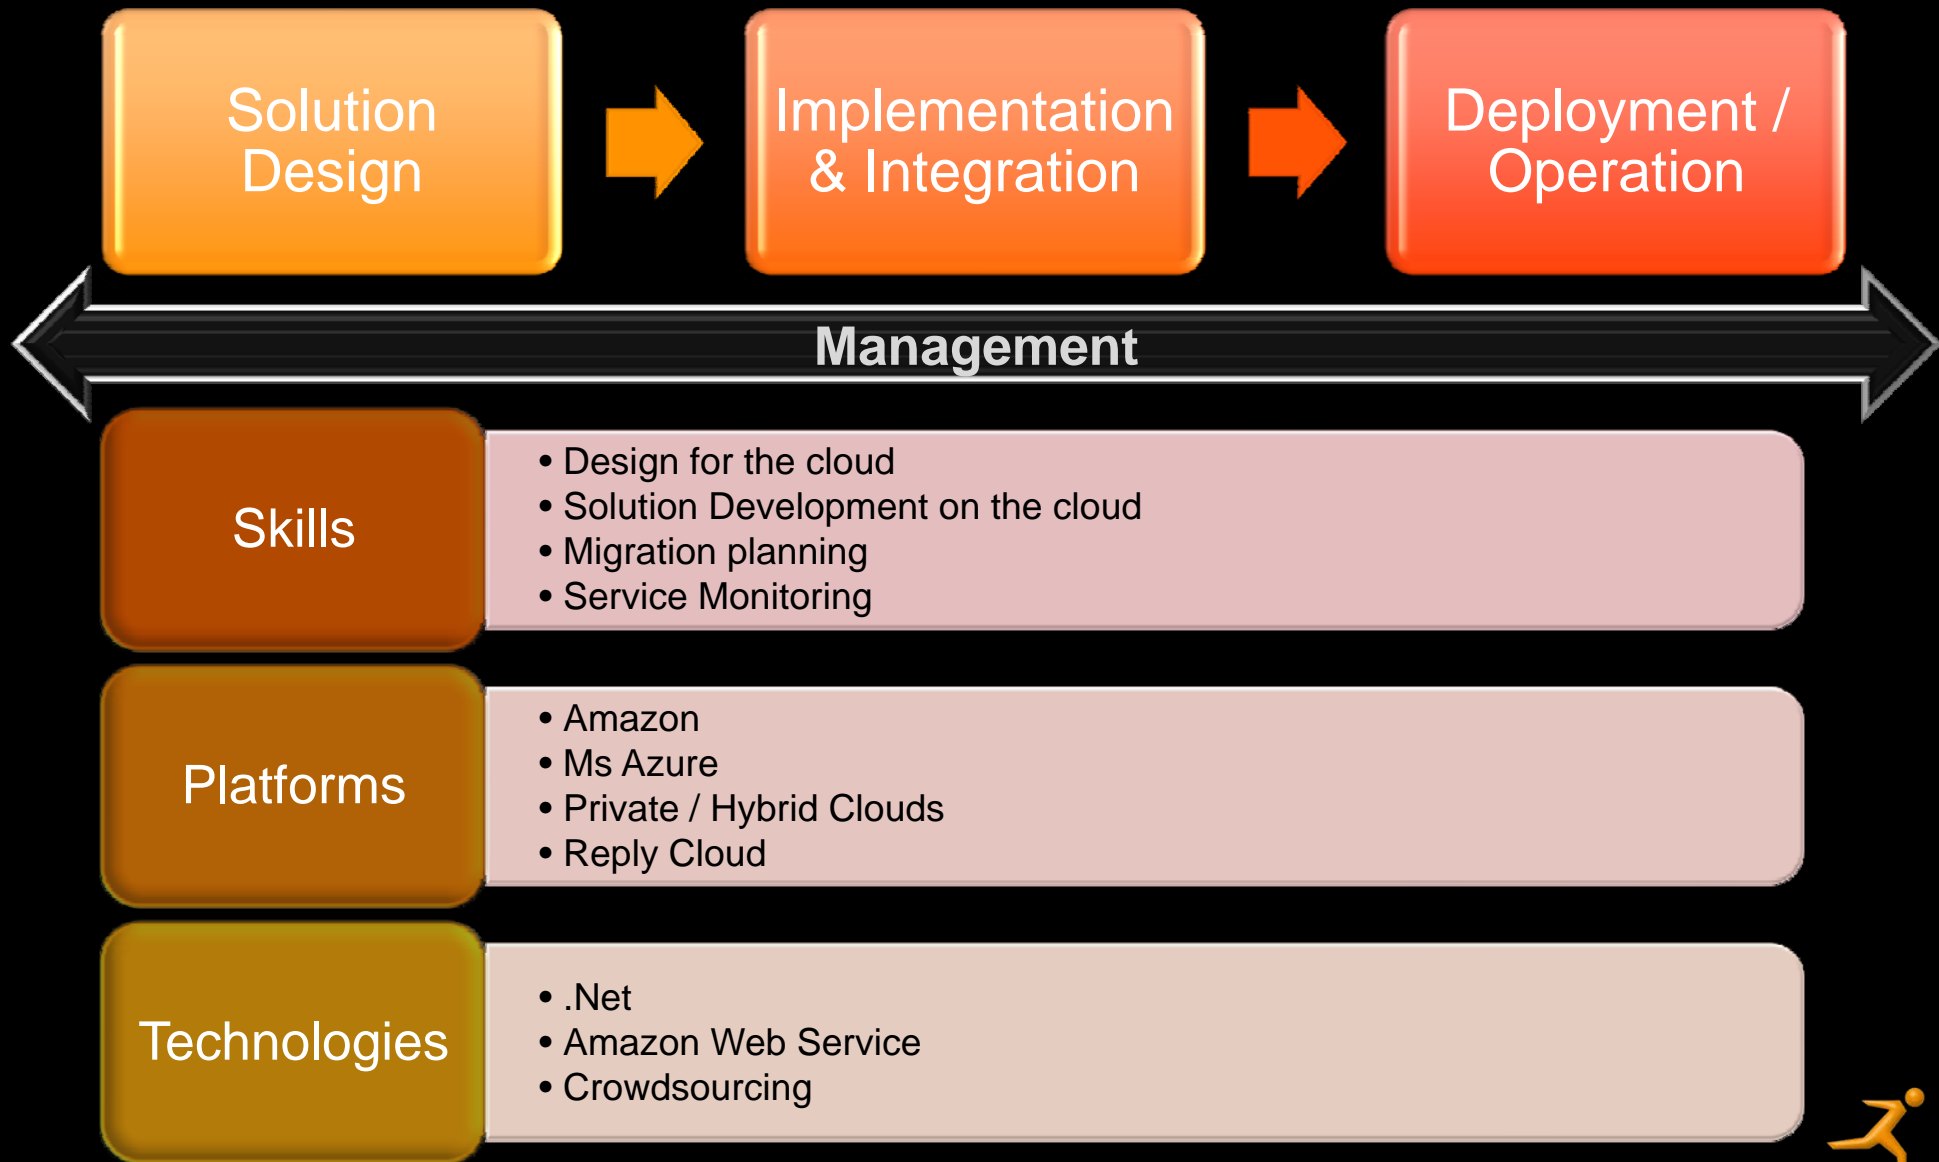 Solution
Design
Implementation
& Integration
Deployment /
Operation
Management
Skills
• Design for the cloud
• Solution Development on the cloud
• Migration planning
• Service Monitoring
Platforms
• Amazon
• Ms Azure
• Private / Hybrid Clouds
• Reply Cloud
Technologies
• .Net
• Amazon Web Service
• Crowdsourcing